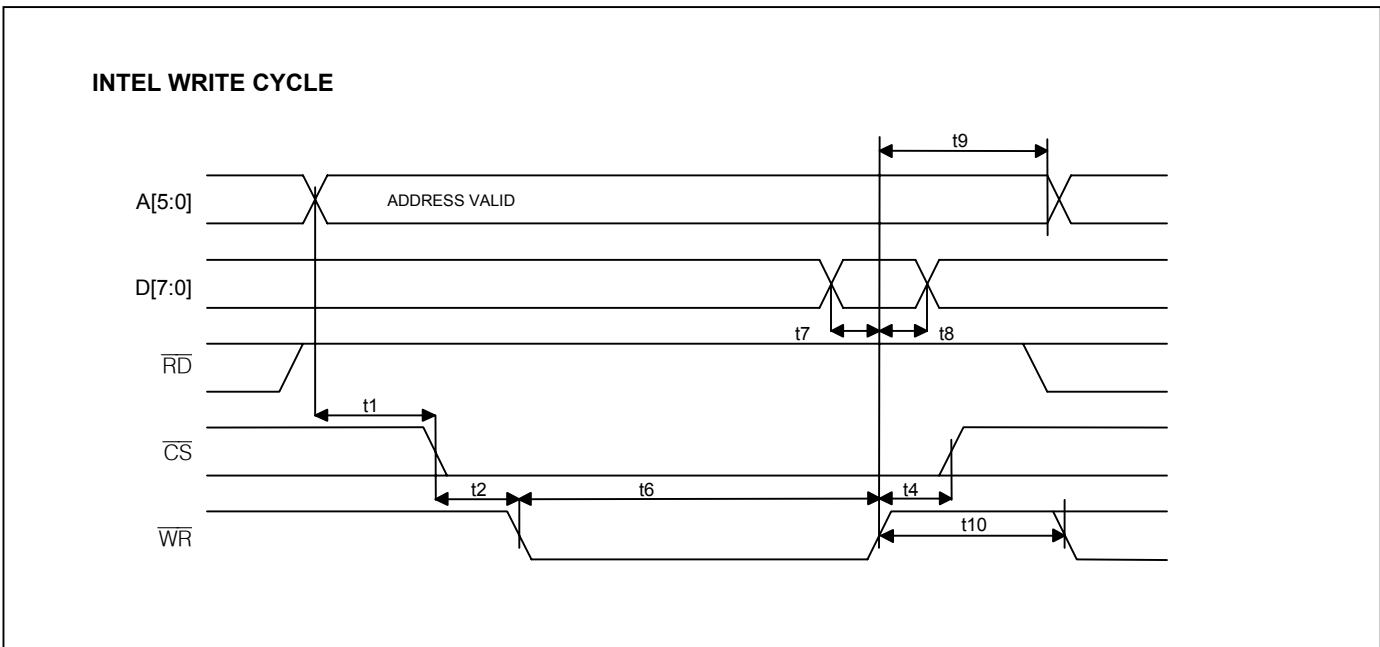 INTEL WRITE CYCLE
t9
A[5:0]
ADDRESS VALID
D[7:0]
t7
t8
RD
t1
CS
t2
t6
t4
WR
t10